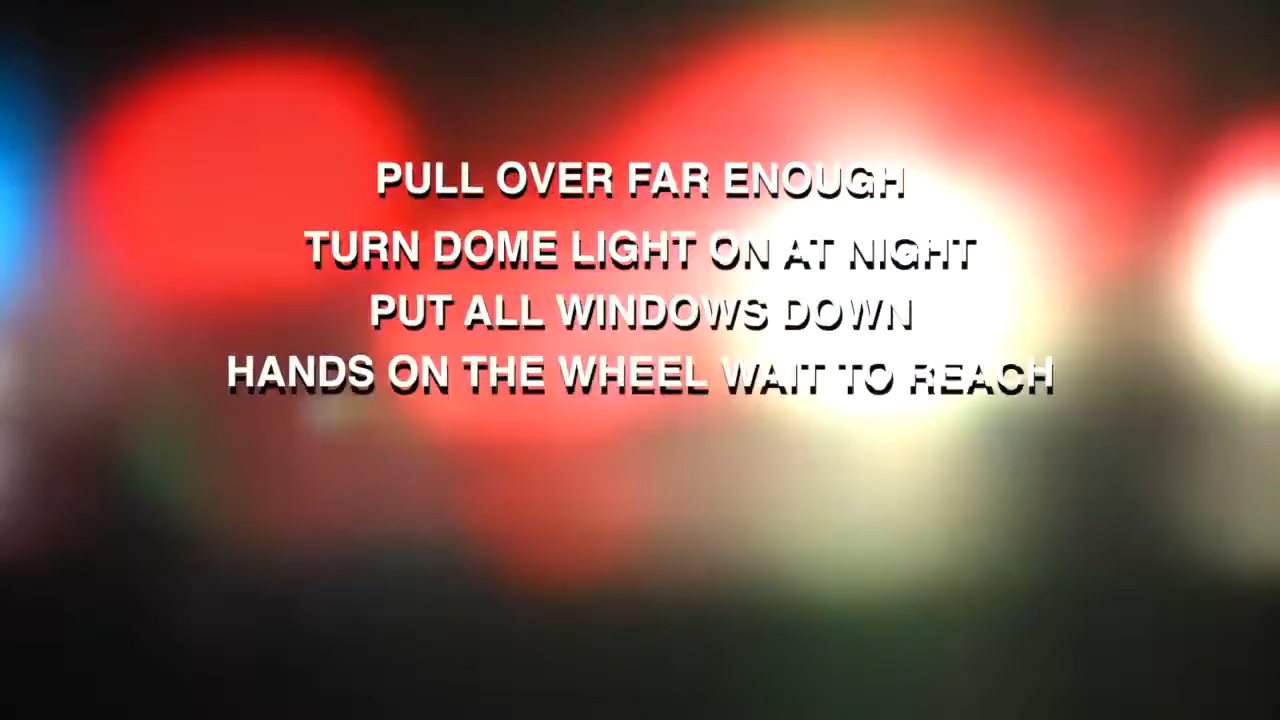 PULL OVER FAR ENOUGH
TURN DOME LIGHT ON AT NIGHT
PUT ALL WINDOWS DOWN
HANDS ON THE WHEEL WAIT TO REACH